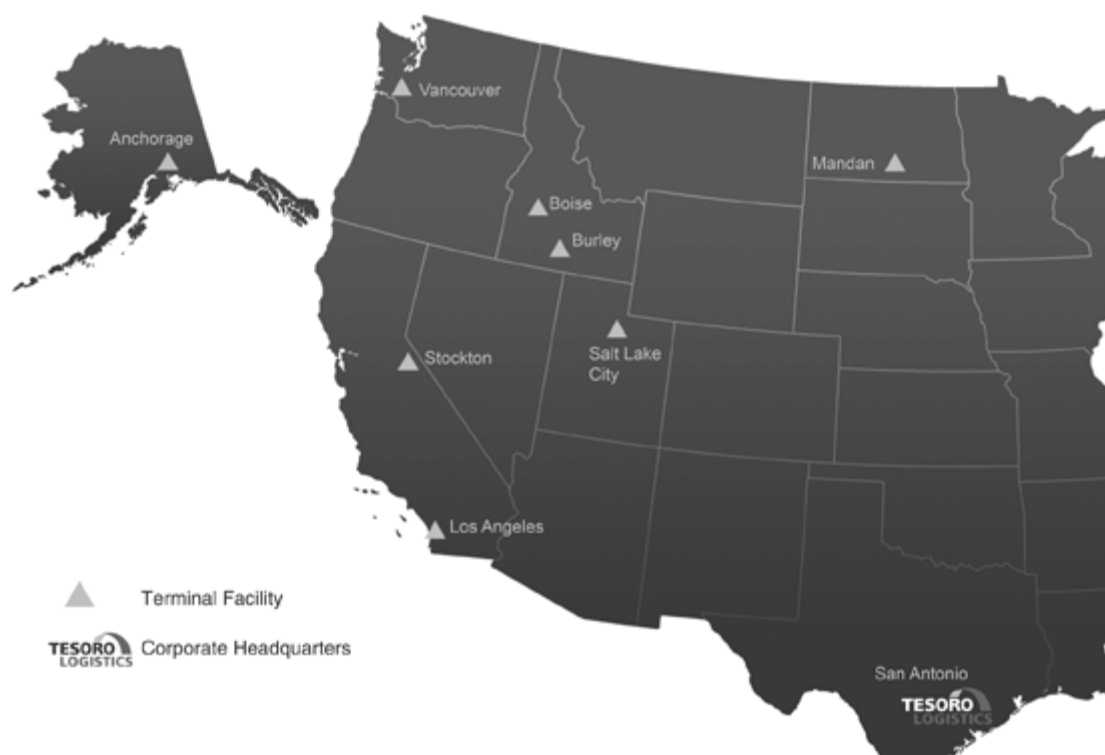 Vancouver
Anchorage
Mandan
Boise
Burley
Stockton
Salt Lake
City
Los Angeles
Terminal Facility
TESORO
LOGISTICS
Corporate Headquarters
San Antonio
TESORO
LOGISTICS